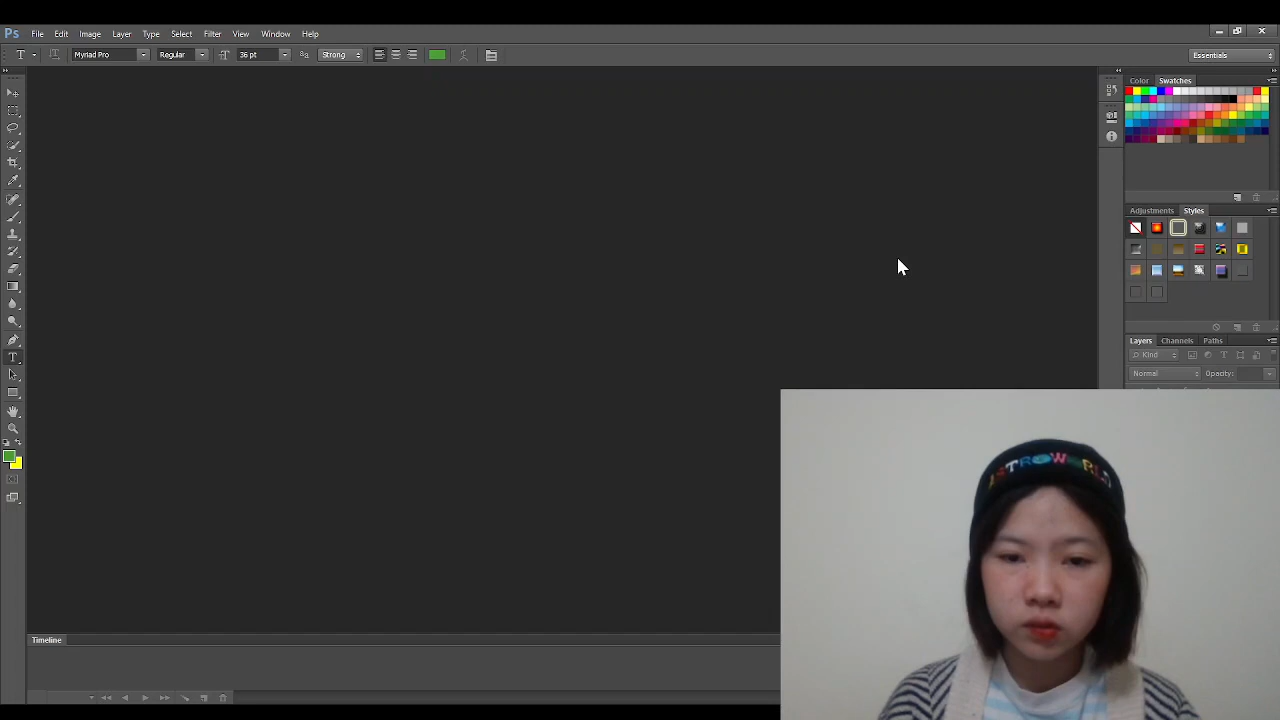 Ps File Edit Image Layer Type Select Filter View Window Help
T Myriad Pro Regular 36 pt Strong Essentials
Color Swatches
Adjustments Styles
Layers Channels Paths
Kind
Normal Opacity:
ASTROWORLD
Timeline